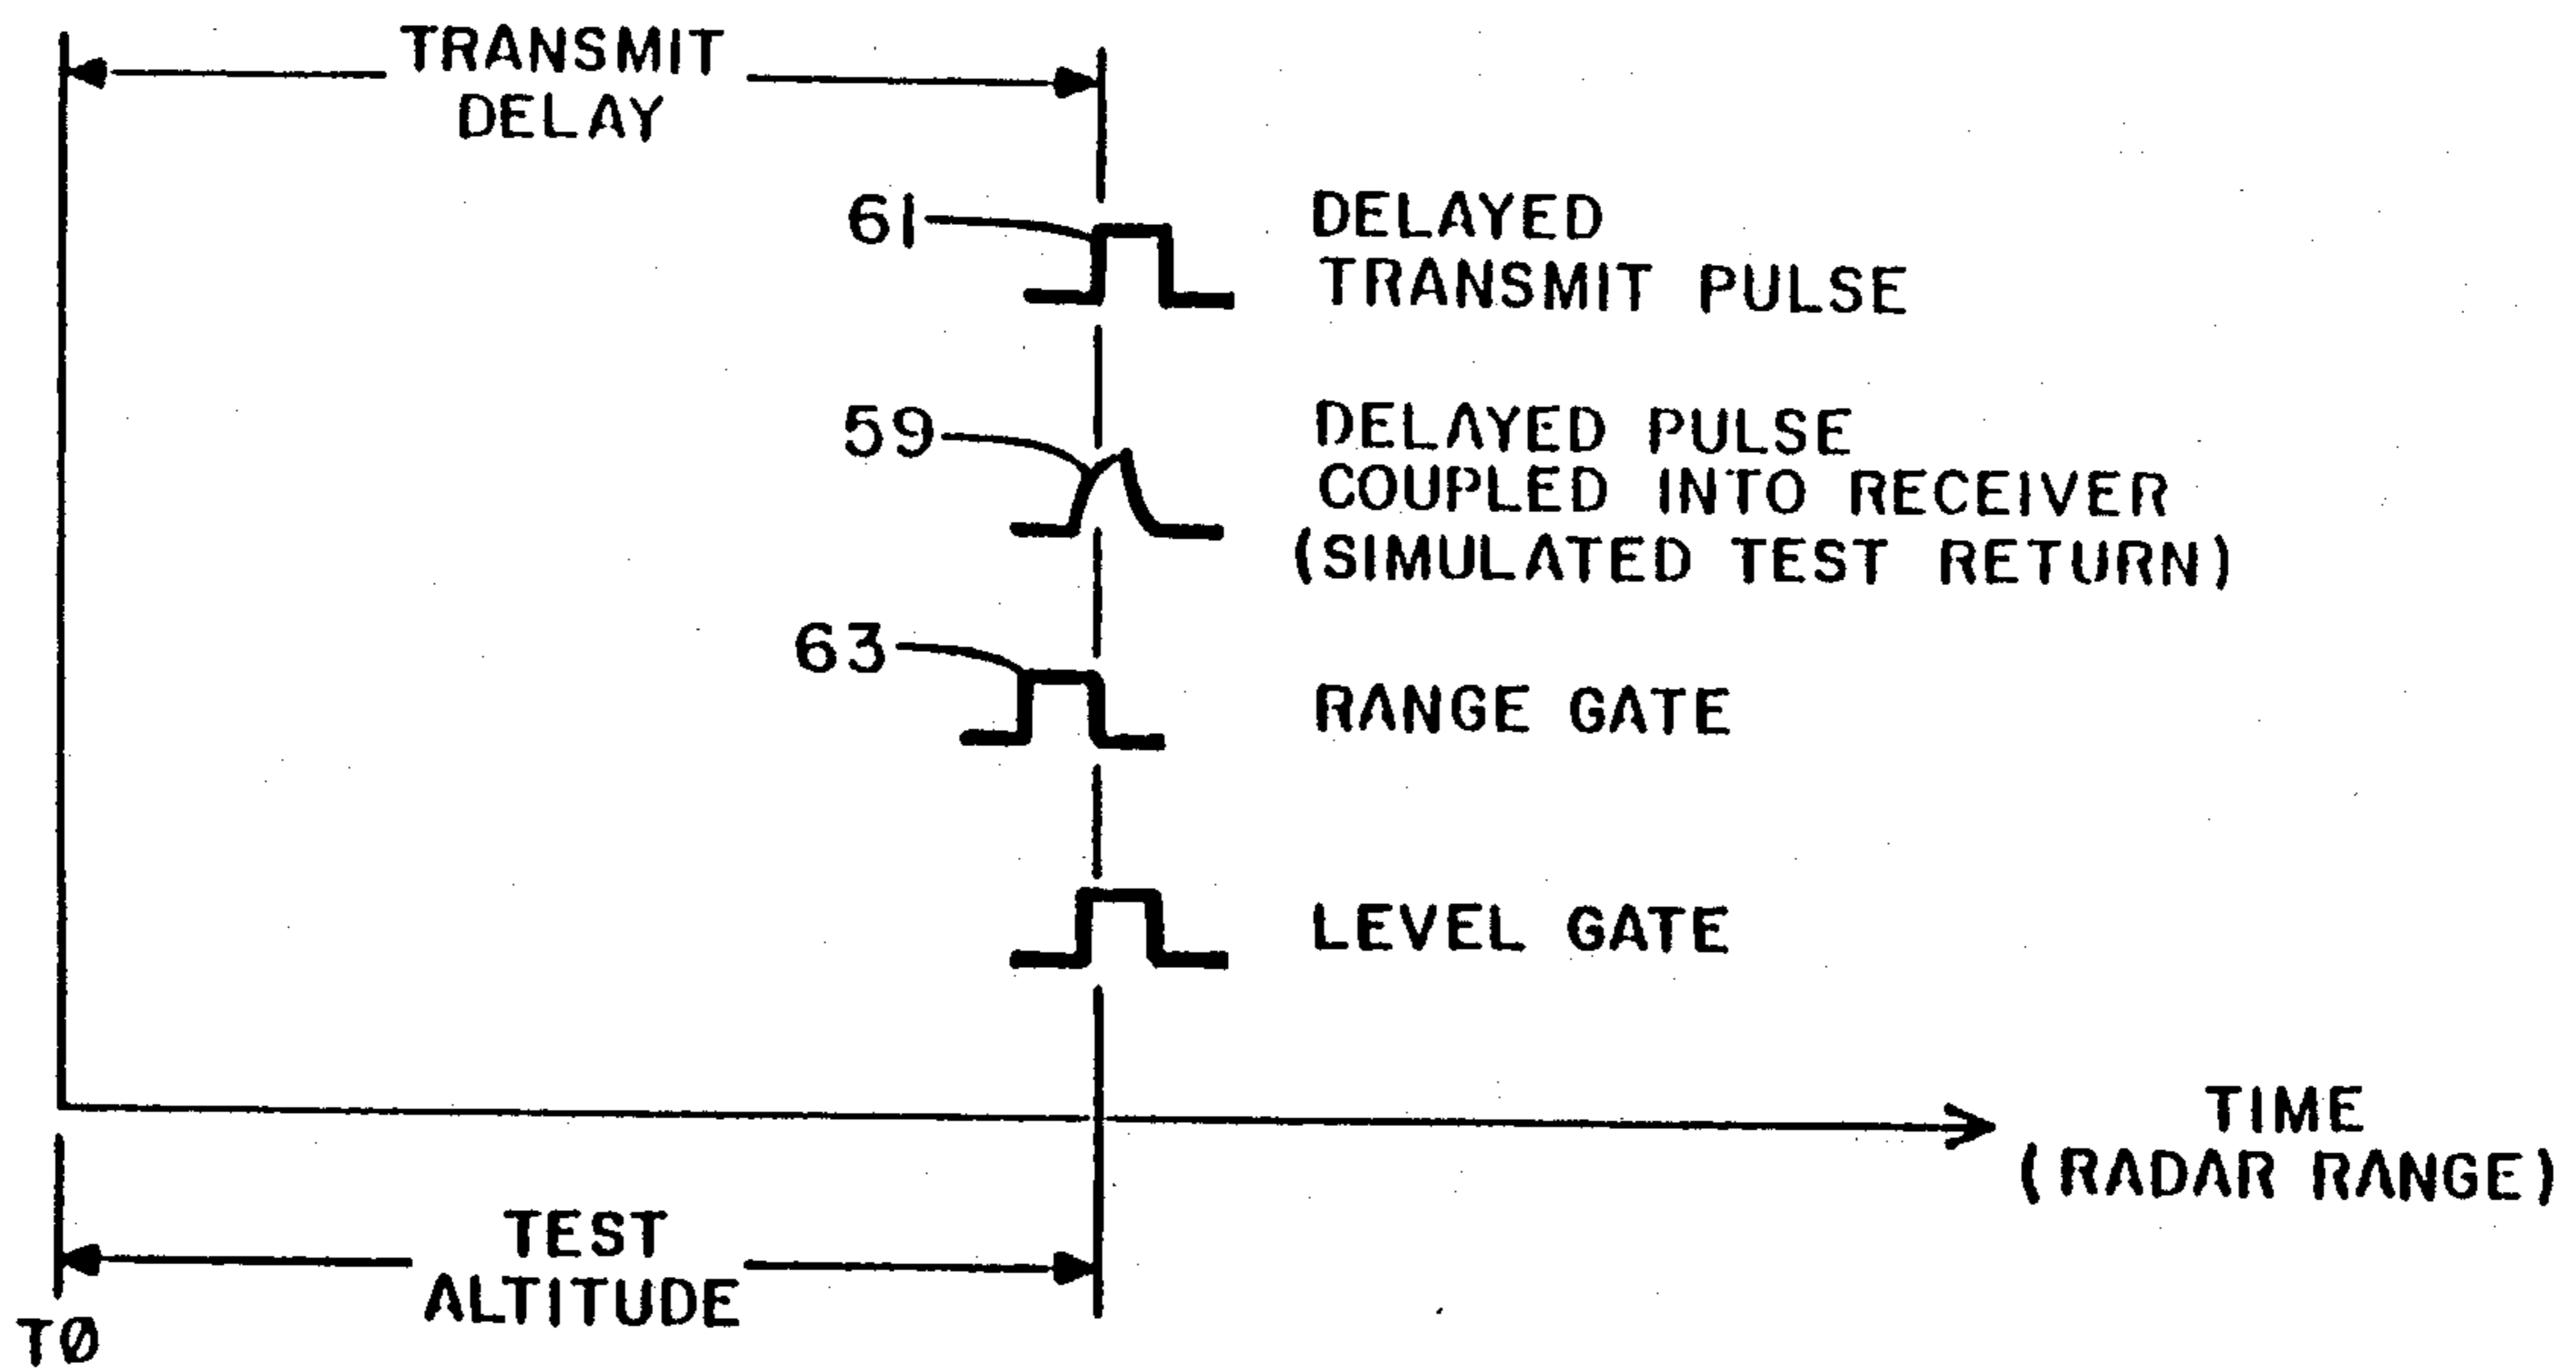 TRANSMIT
DELAY
61
DELAYED
TRANSMIT PULSE
59
DELAYED PULSE
COUPLED INTO RECEIVER
(SIMULATED TEST RETURN)
63
RANGE GATE
LEVEL GATE
TIME
(RADAR RANGE)
TEST
ALTITUDE
TØ